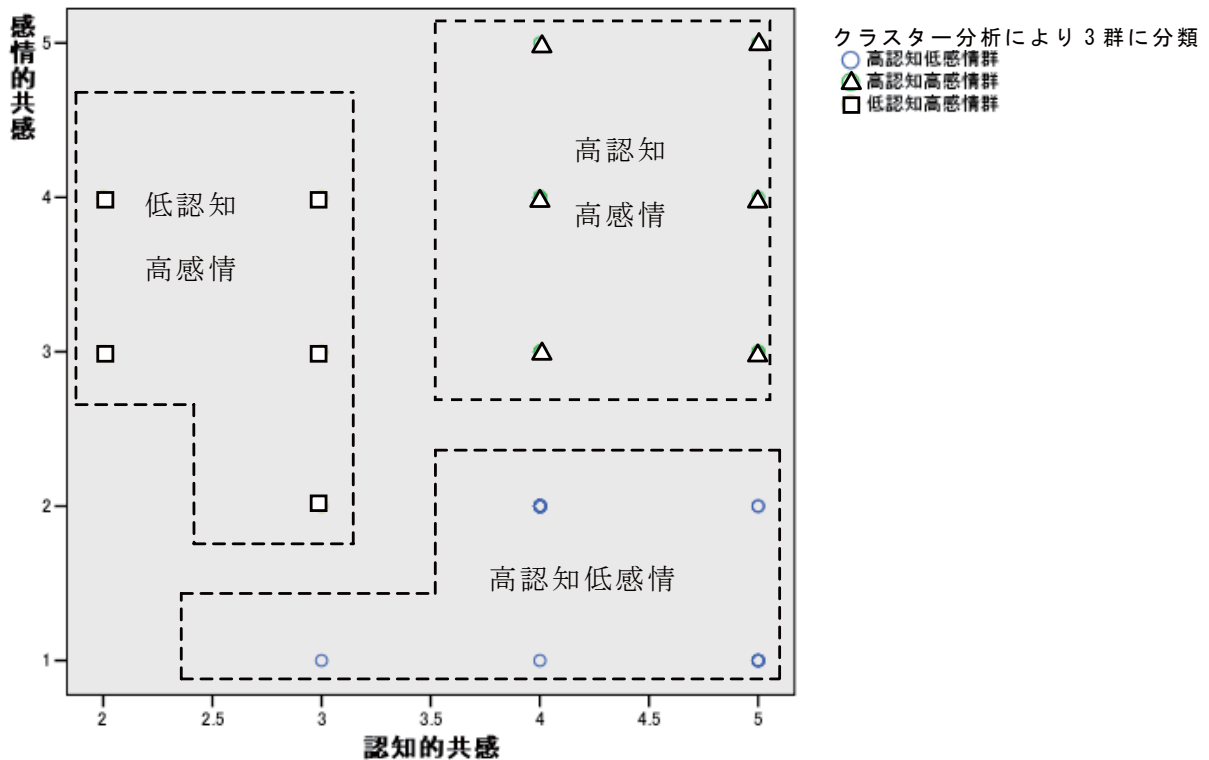 感情的共感
5
4
3
2
1
低認知
高感情
高認知
高感情
高認知低感情
2
2.5
3
3.5
4
4.5
5
認知的共感
クラスター分析により3群に分類
高認知低感情群
高認知高感情群
低認知高感情群